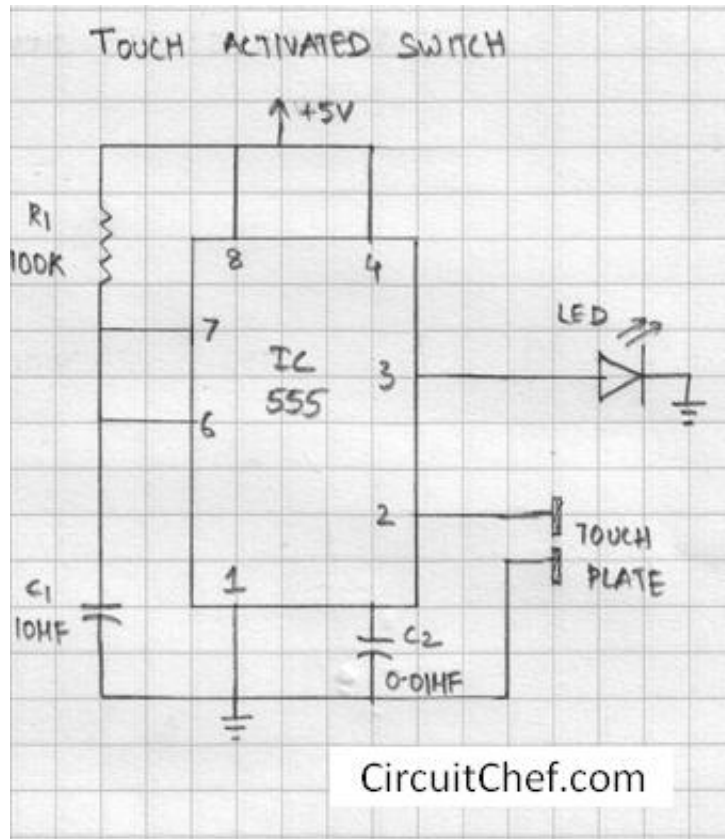 TOUCH ACTIVATED SWITCH
+5V
R1
100K
8
4
7
LED
IC
555
3
6
2
TOUCH
PLATE
1
C1
10MF
C2
0.01MF
CircuitChef.com